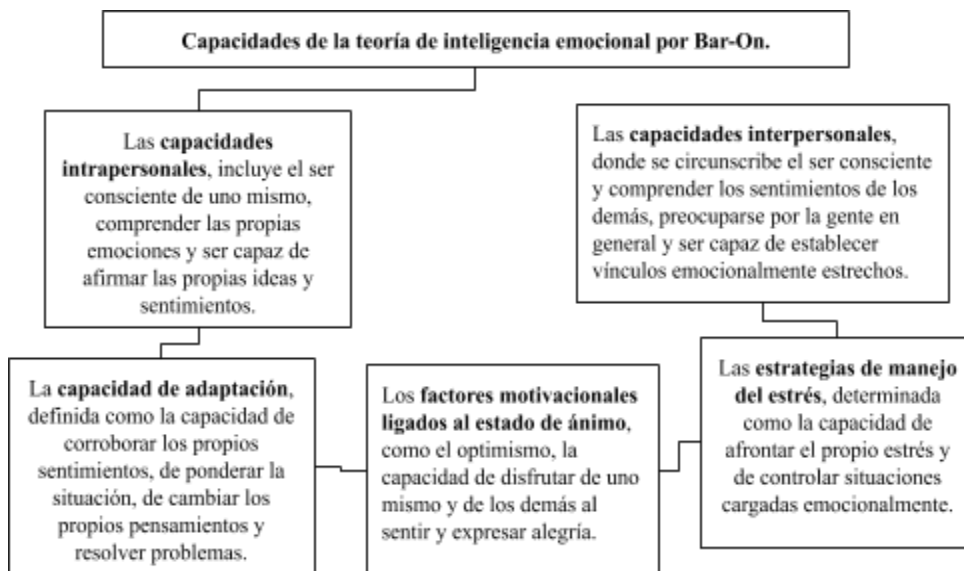 Capacidades de la teoría de inteligencia emocional por Bar-On.
Las capacidades
intrapersonales, incluye el ser
consciente de uno mismo,
comprender las propias
emociones y ser capaz de
afirmar las propias ideas y
sentimientos.
Las capacidades interpersonales,
donde se circunscribe el ser consciente
y comprender los sentimientos de los
demás, preocuparse por la gente en
general y ser capaz de establecer
vínculos emocionalmente estrechos.
La capacidad de adaptación,
definida como la capacidad de
corroborar los propios
sentimientos, de ponderar la
situación, de cambiar los
propios pensamientos y
resolver problemas.
Los factores motivacionales
ligados al estado de ánimo,
como el optimismo, la
capacidad de disfrutar de uno
mismo y de los demás al
sentir y expresar alegría.
Las estrategias de manejo
del estrés, determinada
como la capacidad de
afrontar el propio estrés y
de controlar situaciones
cargadas emocionalmente.